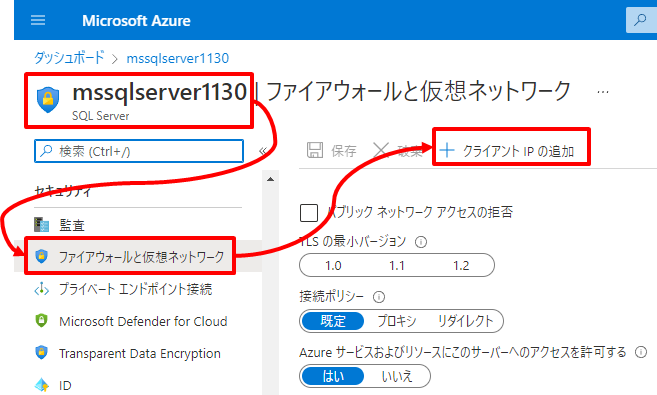 Microsoft Azure
ダッシュボード > mssqlserver1130
mssqlserver1130 | ファイアウォールと仮想ネットワーク ...
SQL Server
検索 (Ctrl+/)
«
保存 破棄 + クライアント IP の追加
セキュリティ
監査
ファイアウォールと仮想ネットワーク
プライベート エンドポイント接続
Microsoft Defender for Cloud
Transparent Data Encryption
ID
パブリック ネットワーク アクセスの拒否
TLS の最小バージョン
1.0 1.1 1.2
接続ポリシー
既定 プロキシ リダイレクト
Azure サービスおよびリソースにこのサーバーへのアクセスを許可する
はい いいえ